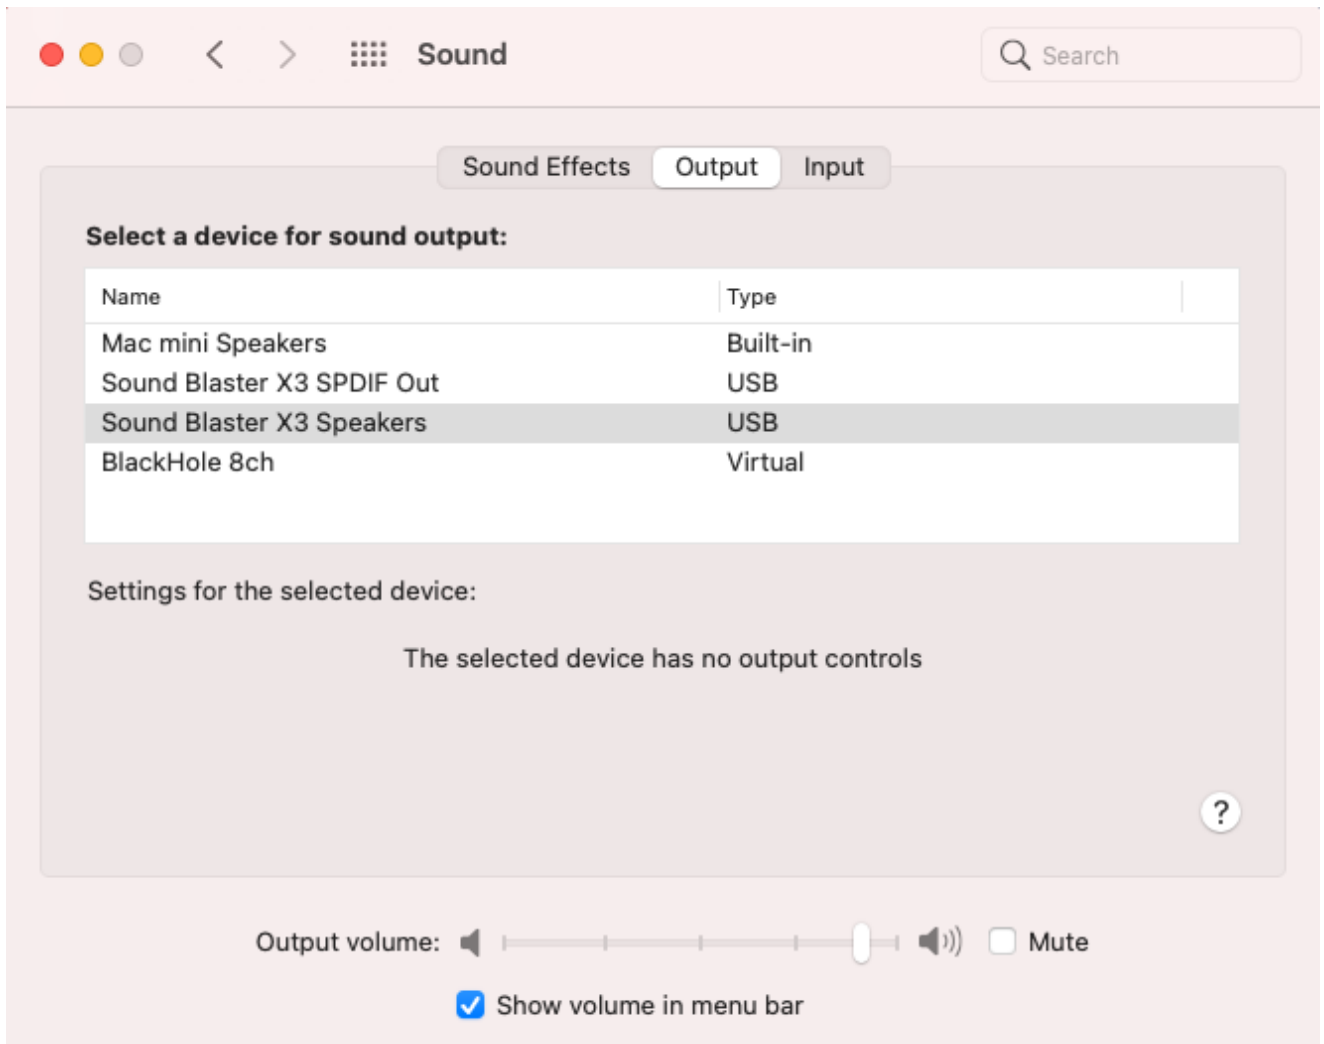 Sound
Search
Sound Effects Output Input
Select a device for sound output:
Name Type
Mac mini Speakers Built-in
Sound Blaster X3 SPDIF Out USB
Sound Blaster X3 Speakers USB
BlackHole 8ch Virtual
Settings for the selected device:
The selected device has no output controls
?
Output volume: Mute
Show volume in menu bar